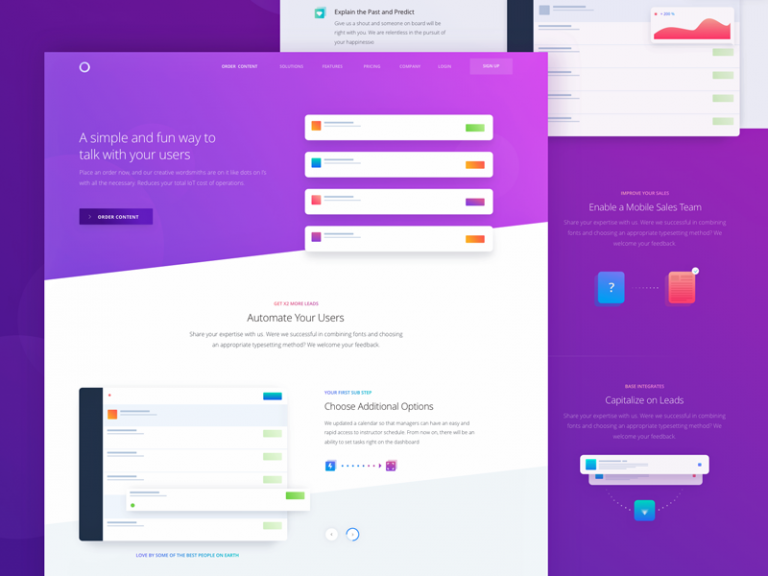 Explain the Past and Predict
Give us a shout and someone on board will be
right with you. We are relentless in the pursuit of
your happinesse.
+ 288 %
ORDER CONTENT
SOLUTIONS
FEATURES
PRICING
COMPANY
LOGIN
SIGN UP
A simple and fun way to
talk with your users
Place an order now, and our creative wordsmiths are on it like dots on i's
with all the necessary. Reduces your total IoT cost of operations.
ORDER CONTENT
GET X2 MORE LEADS
Automate Your Users
Share your expertise with us. Were we successful in combining fonts and choosing
an appropriate typesetting method? We welcome your feedback.
YOUR FIRST SUB STEP
Choose Additional Options
We updated a calendar so that managers can have an easy and
rapid access to instructor schedule. From now on, there will be an
ability to set tasks right on the dashboard
LOVE BY SOME OF THE BEST PEOPLE ON EARTH
IMPROVE YOUR SALES
Enable a Mobile Sales Team
Share your expertise with us. Were we successful in combining
fonts and choosing an appropriate typesetting method? We
welcome your feedback.
?
BASE INTEGRATES
Capitalize on Leads
Share your expertise with us. Were we successful in combining
fonts and choosing an appropriate typesetting method? We
welcome your feedback.